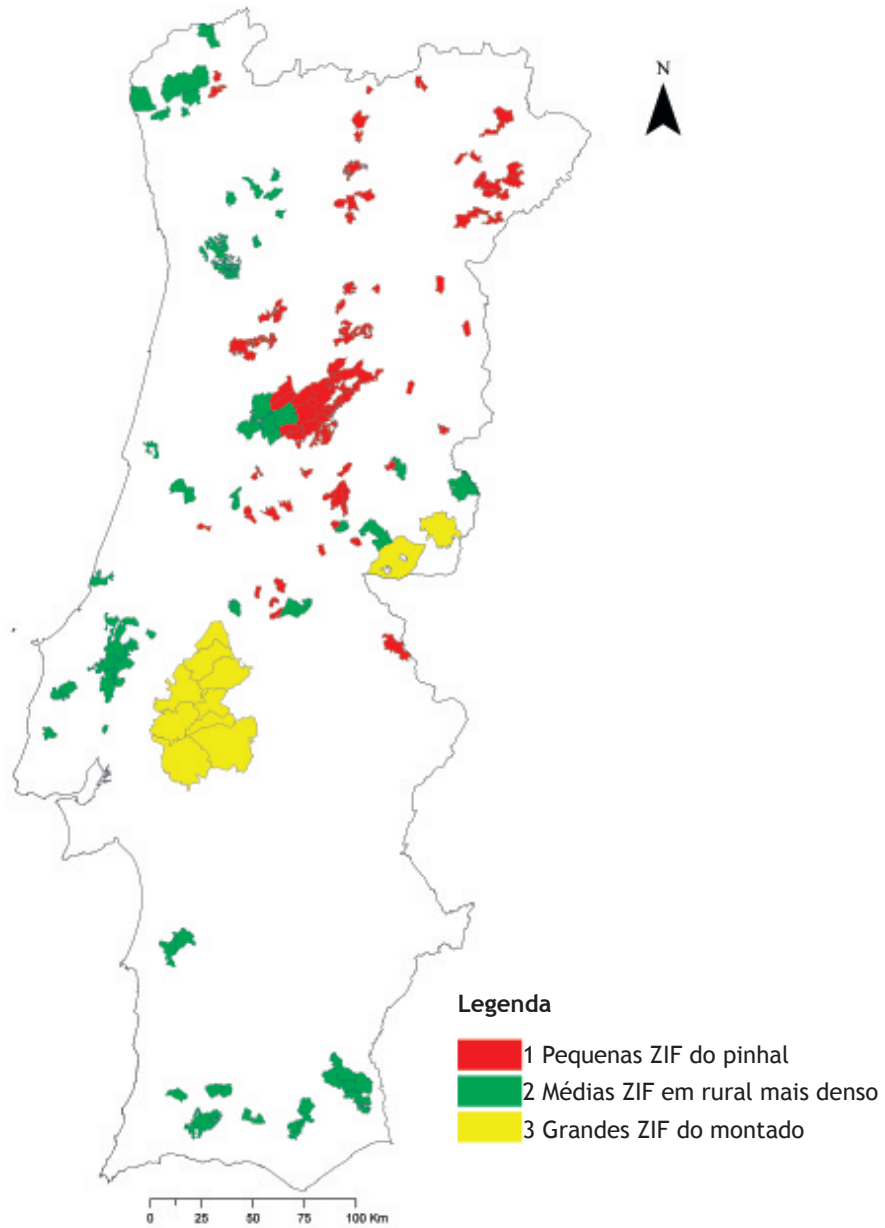 N
Legenda
1 Pequenas ZIF do pinhal
2 Médias ZIF em rural mais denso
3 Grandes ZIF do montado
0 25 50 100 Km